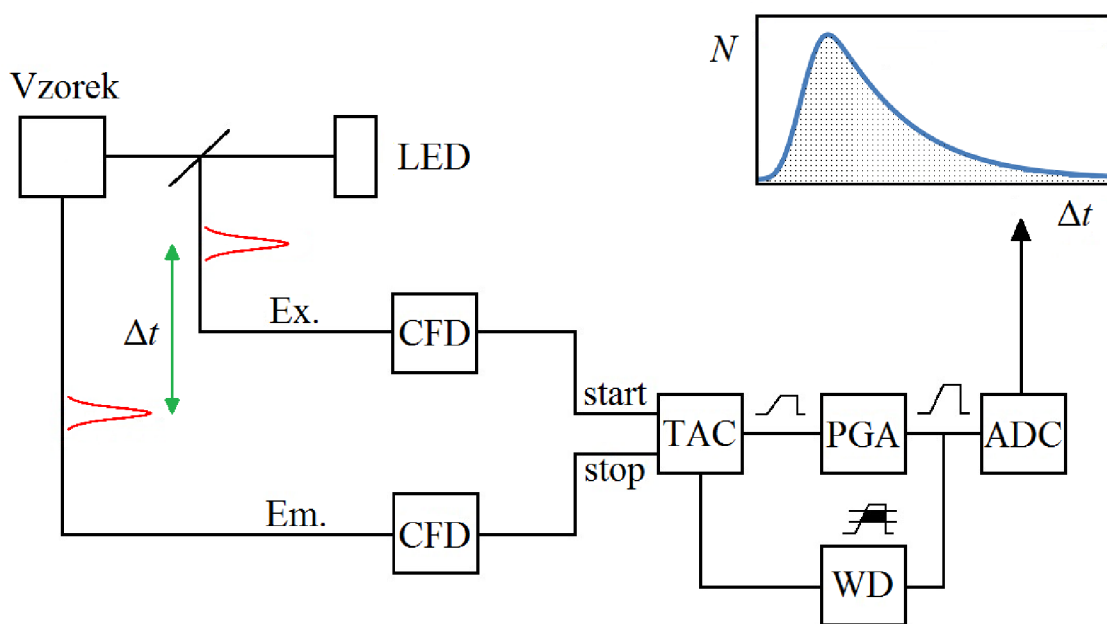 Vzorek
LED
N
Δt
Δt
Ex.
CFD
start
stop
TAC
PGA
ADC
Em.
CFD
WD